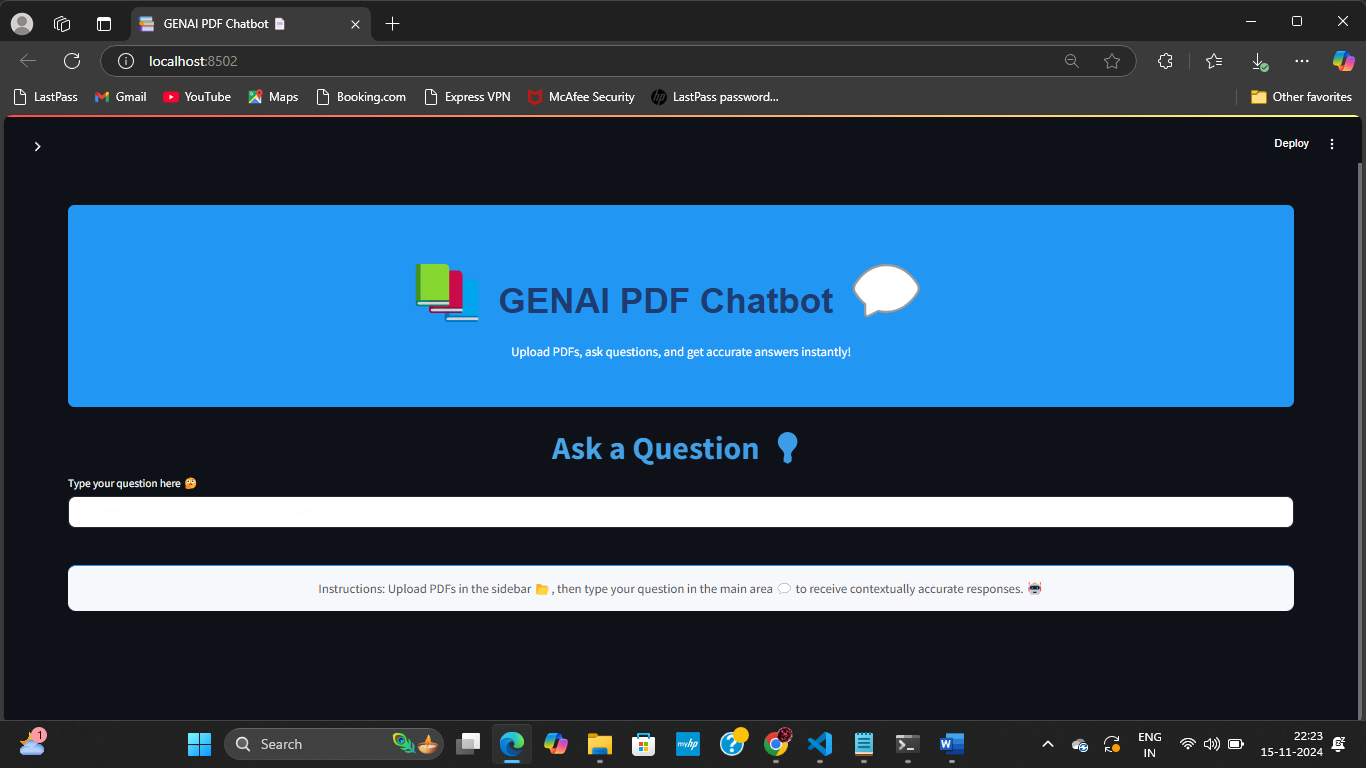 GENAI PDF Chatbot
localhost:8502
LastPass Gmail YouTube Maps Booking.com Express VPN McAfee Security LastPass password... Other favorites
Deploy
GENAI PDF Chatbot
Upload PDFs, ask questions, and get accurate answers instantly!
Ask a Question
Type your question here
Instructions: Upload PDFs in the sidebar , then type your question in the main area to receive contextually accurate responses.
1
Search
myhp
ENG
IN
22:23
15-11-2024